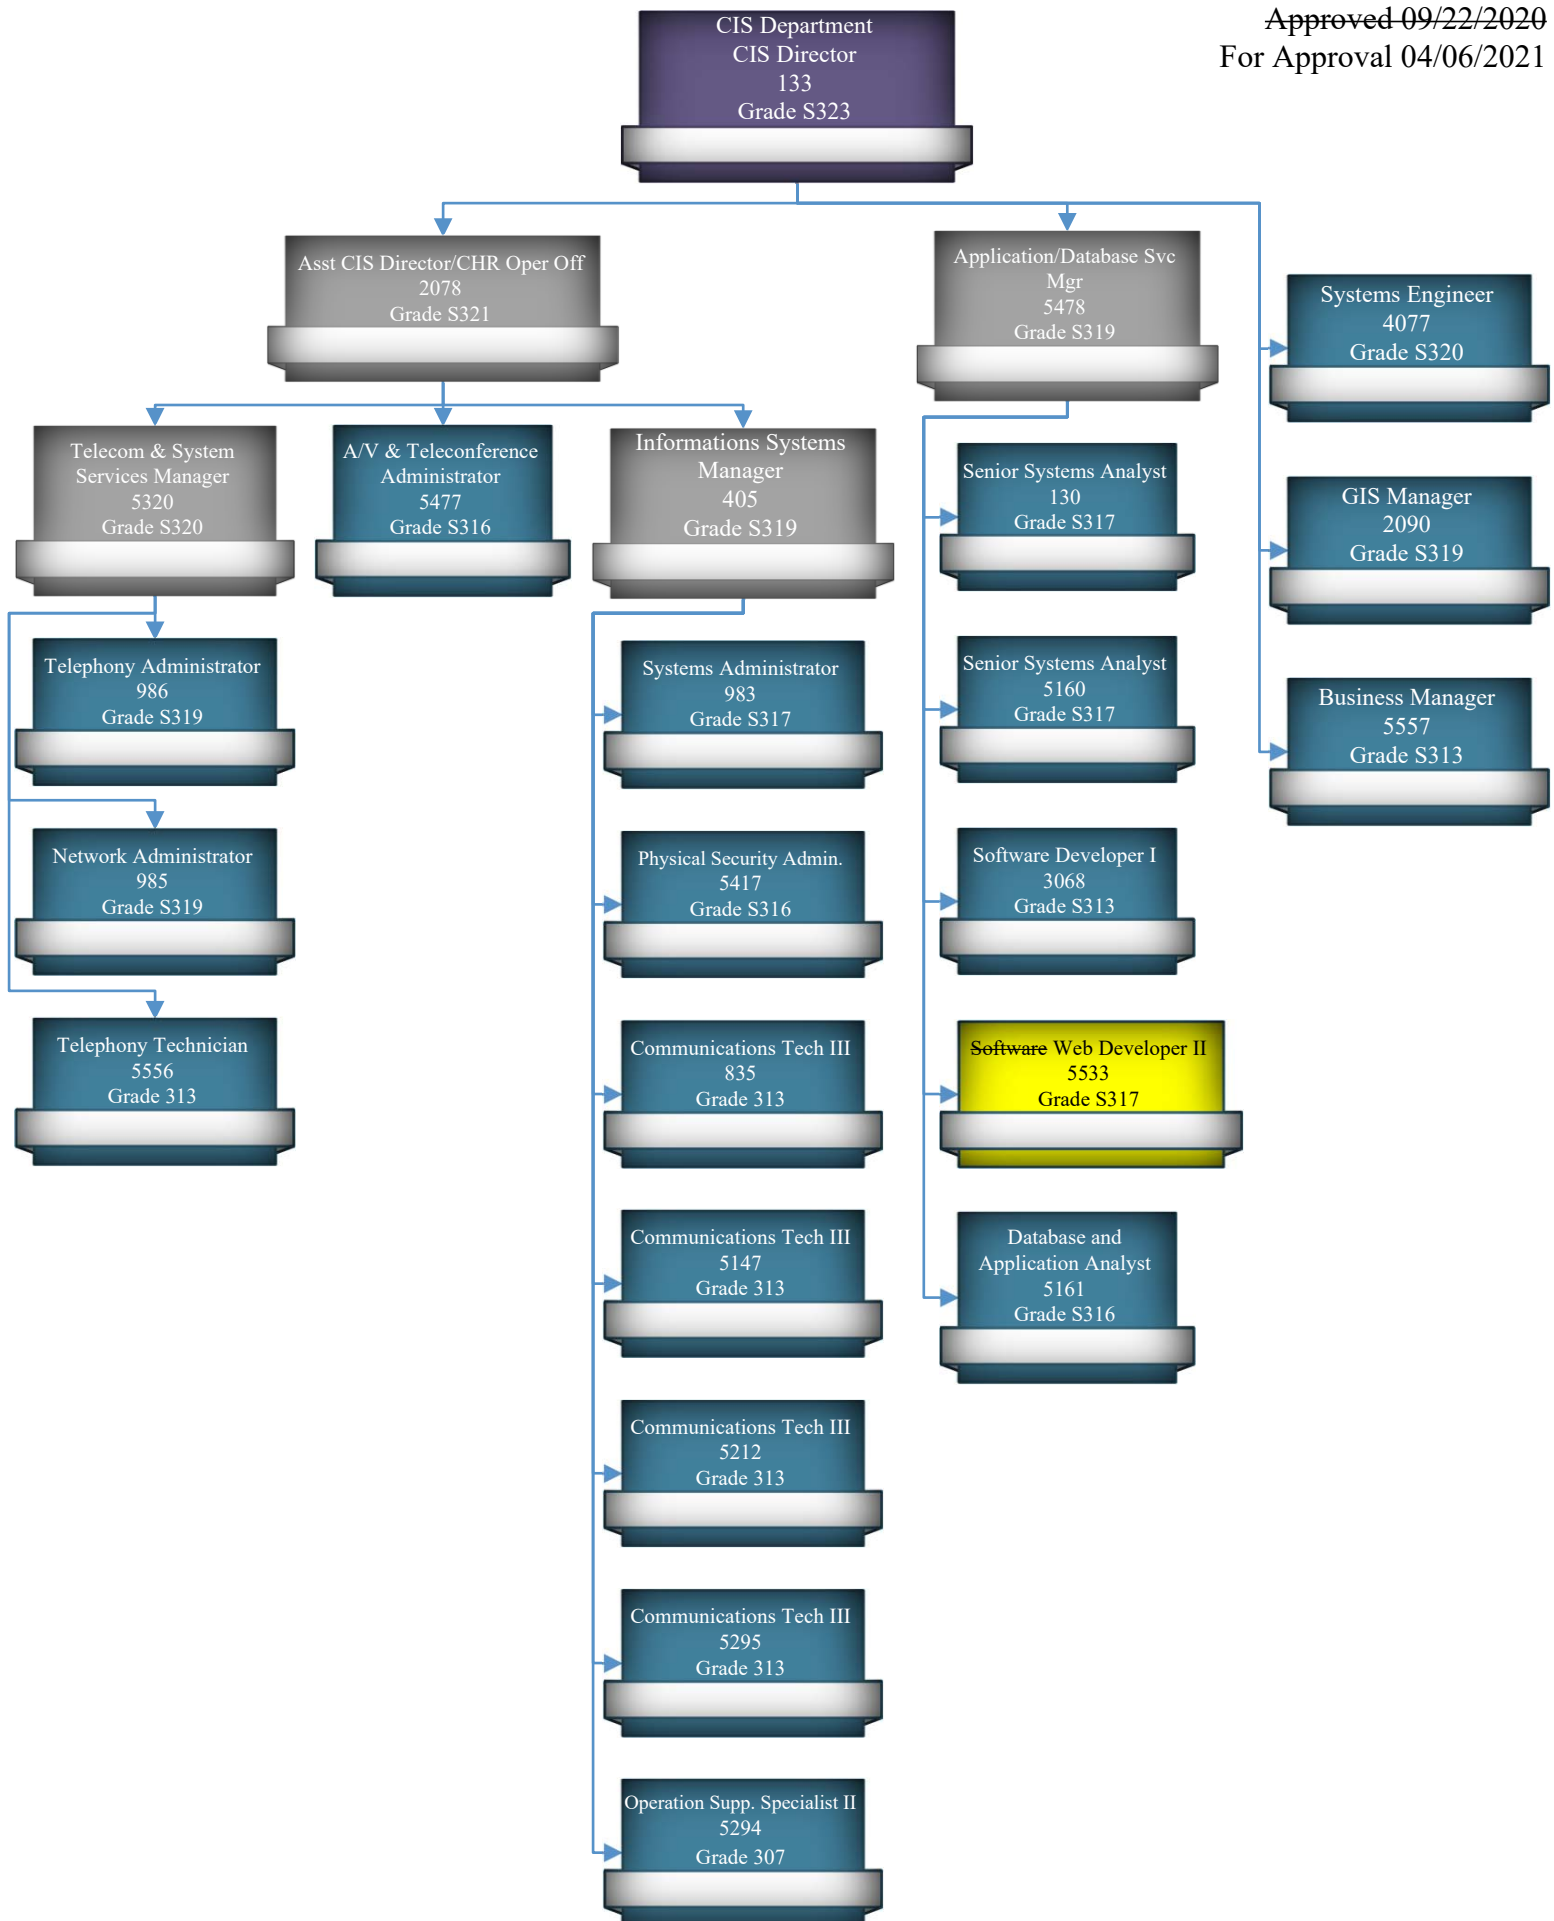 Approved 09/22/2020
For Approval 04/06/2021
CIS Department
CIS Director
133
Grade S323
Asst CIS Director/CHR Oper Off
2078
Grade S321
Application/Database Svc
Mgr
5478
Grade S319
Systems Engineer
4077
Grade S320
GIS Manager
2090
Grade S319
Business Manager
5557
Grade S313
Telecom & System
Services Manager
5320
Grade S320
A/V & Teleconference
Administrator
5477
Grade S316
Informations Systems
Manager
405
Grade S319
Telephony Administrator
986
Grade S319
Network Administrator
985
Grade S319
Telephony Technician
5556
Grade 313
Systems Administrator
983
Grade S317
Physical Security Admin.
5417
Grade S316
Communications Tech III
835
Grade 313
Communications Tech III
5147
Grade 313
Communications Tech III
5212
Grade 313
Communications Tech III
5295
Grade 313
Operation Supp. Specialist II
5294
Grade 307
Senior Systems Analyst
130
Grade S317
Senior Systems Analyst
5160
Grade S317
Software Developer I
3068
Grade S313
Software Web Developer II
5533
Grade S317
Database and
Application Analyst
5161
Grade S316